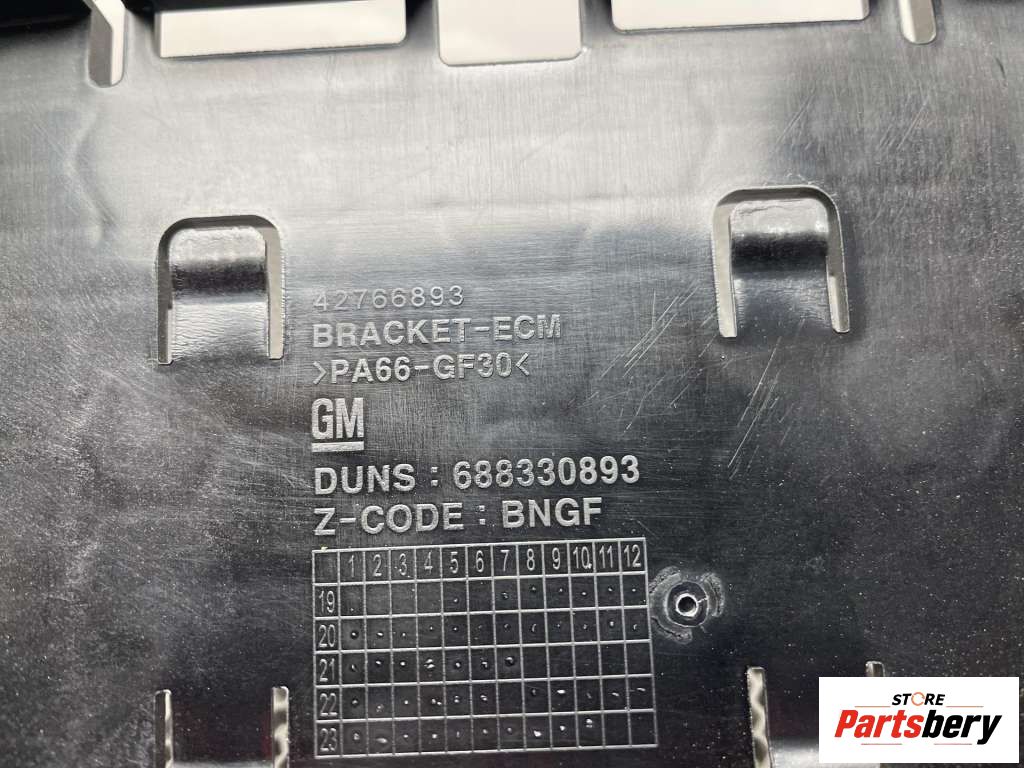 42766893
BRACKET-ECM
>PA66-GF30<
GM
DUNS : 688330893
Z-CODE : BNGF
1 2 3 4 5 6 7 8 9 10 11 12
19
20
21
22
23
STORE
Partsbery